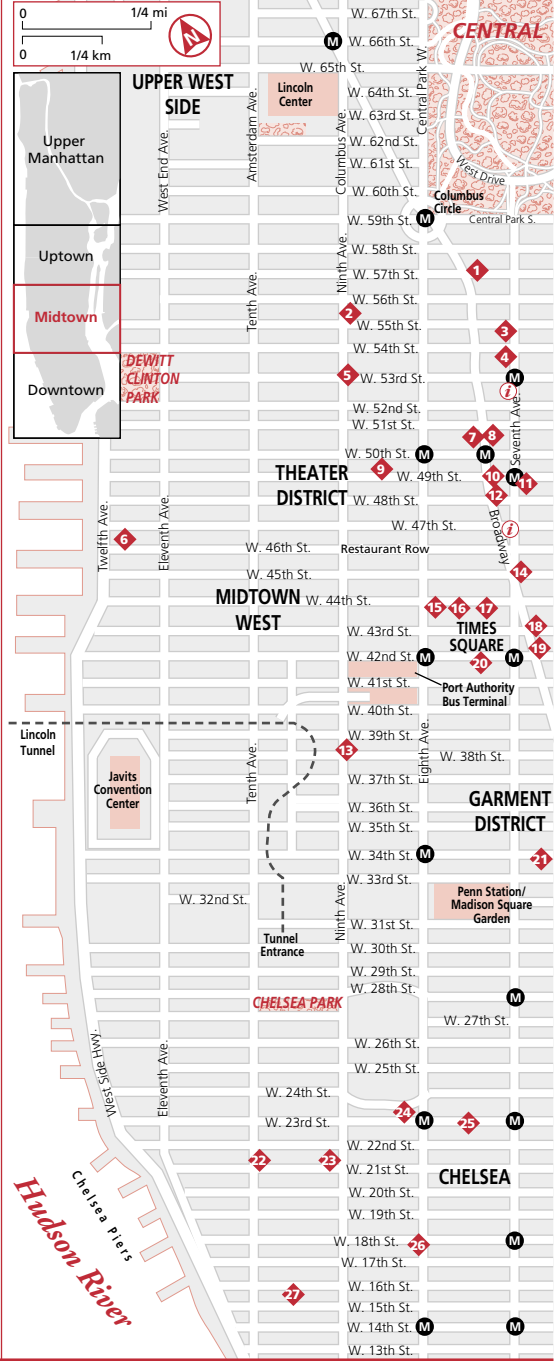 0
1/4 mi
0
1/4 km
N
Upper
Manhattan
Uptown
Midtown
Downtown
UPPER WEST
SIDE
Lincoln
Center
CENTRAL
W. 67th St.
M
W. 66th St.
W. 65th St.
W. 64th St.
W. 63rd St.
W. 62nd St.
W. 61st St.
W. 60th St.
W. 59th St.
M
Columbus
Circle
Central Park S.
Central Park W.
West Drive
West End Ave.
Amsterdam Ave.
Columbus Ave.
W. 58th St.
W. 57th St.
1
W. 56th St.
2
W. 55th St.
3
W. 54th St.
4
5
W. 53rd St.
M
i
Ninth Ave.
Tenth Ave.
DEWITT
CLINTON
PARK
W. 52nd St.
W. 51st St.
7
8
W. 50th St.
M
M
Seventh Ave.
THEATER
DISTRICT
9
W. 49th St.
10
M
11
12
W. 48th St.
W. 47th St.
i
Broadway
Twelfth Ave.
6
Eleventh Ave.
W. 46th St.
Restaurant Row
W. 45th St.
14
MIDTOWN
WEST
W. 44th St.
15
16
17
18
W. 43rd St.
TIMES
SQUARE
19
W. 42nd St.
M
20
M
W. 41st St.
Port Authority
Bus Terminal
W. 40th St.
Lincoln
Tunnel
W. 39th St.
13
W. 38th St.
Eighth Ave.
Tenth Ave.
Javits
Convention
Center
W. 37th St.
GARMENT
DISTRICT
W. 36th St.
W. 35th St.
W. 34th St.
M
21
W. 33rd St.
Penn Station/
Madison Square
Garden
W. 32nd St.
Ninth Ave.
W. 31st St.
Tunnel
Entrance
W. 30th St.
W. 29th St.
W. 28th St.
M
CHELSEA PARK
W. 27th St.
W. 26th St.
W. 25th St.
West Side Hwy.
Eleventh Ave.
W. 24th St.
24
W. 23rd St.
M
25
M
W. 22nd St.
22
23
W. 21st St.
CHELSEA
W. 20th St.
W. 19th St.
W. 18th St.
26
M
W. 17th St.
W. 16th St.
27
W. 15th St.
W. 14th St.
M
M
W. 13th St.
Chelsea Piers
Hudson River